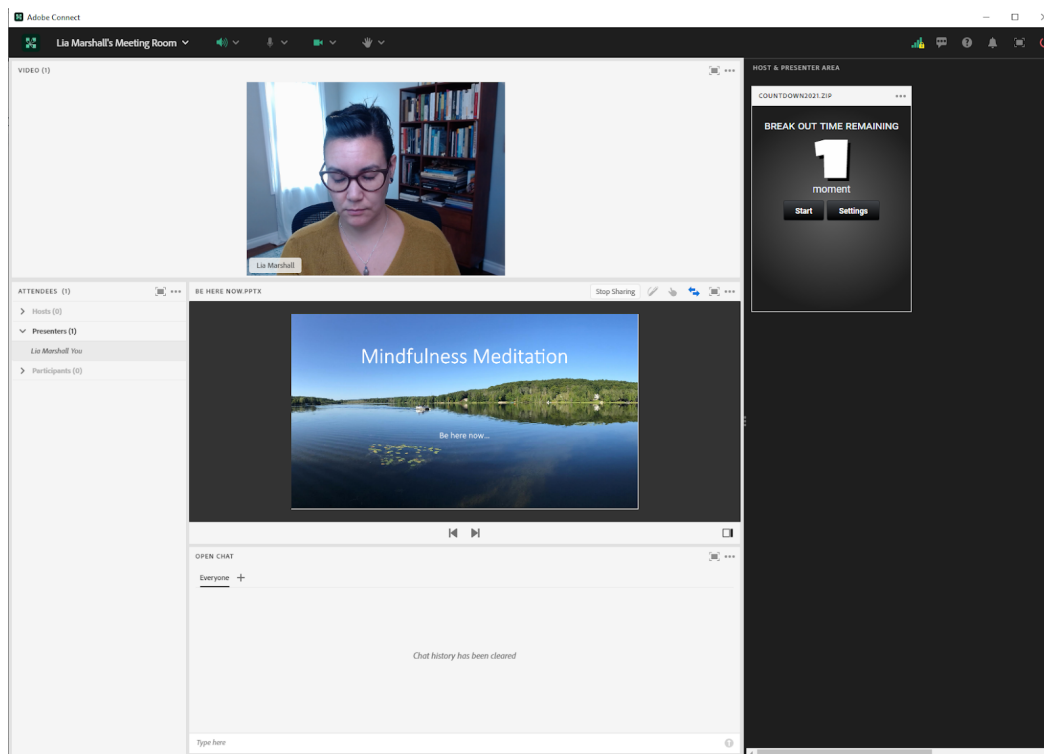 Adobe Connect
Lia Marshall's Meeting Room
VIDEO (1)
Lia Marshall
ATTENDEES (1)
Hosts (0)
Presenters (1)
Lia Marshall You
Participants (0)
BE HERE NOW.PPTX
Stop Sharing
Mindfulness Meditation
Be here now...
OPEN CHAT
Everyone
Chat history has been cleared
Type here
HOST & PRESENTER AREA
COUNTDOWN2021.ZIP
BREAK OUT TIME REMAINING
1
moment
Start Settings